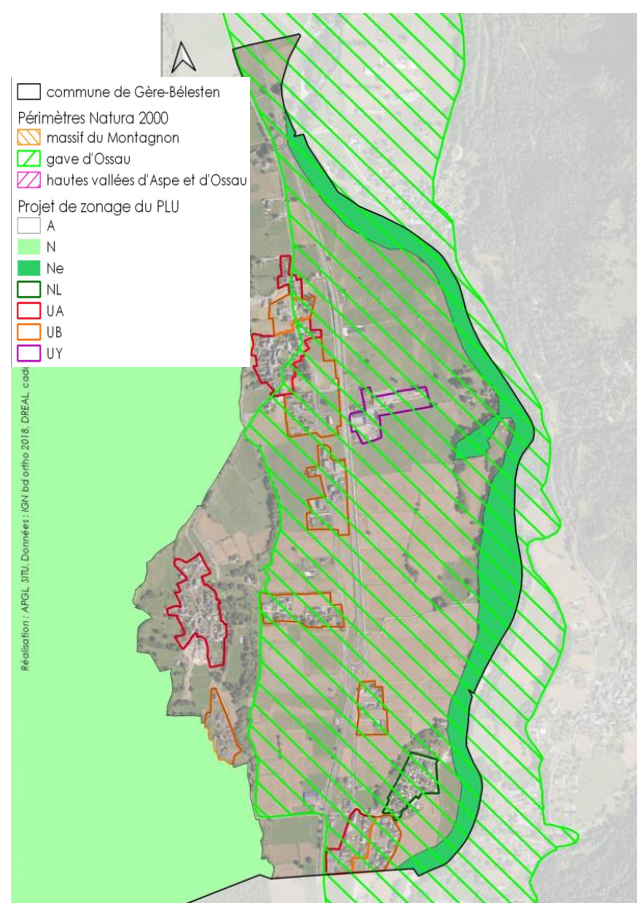 commune de Gère-Bélesten
Périmètres Natura 2000
massif du Montagnon
gave d'Ossau
hautes vallées d'Aspe et d'Ossau
Projet de zonage du PLU
A
N
Ne
NL
UA
UB
UY
Réalisation : APGL, SITU, Données : IGN bd ortho 2018, DREAL,